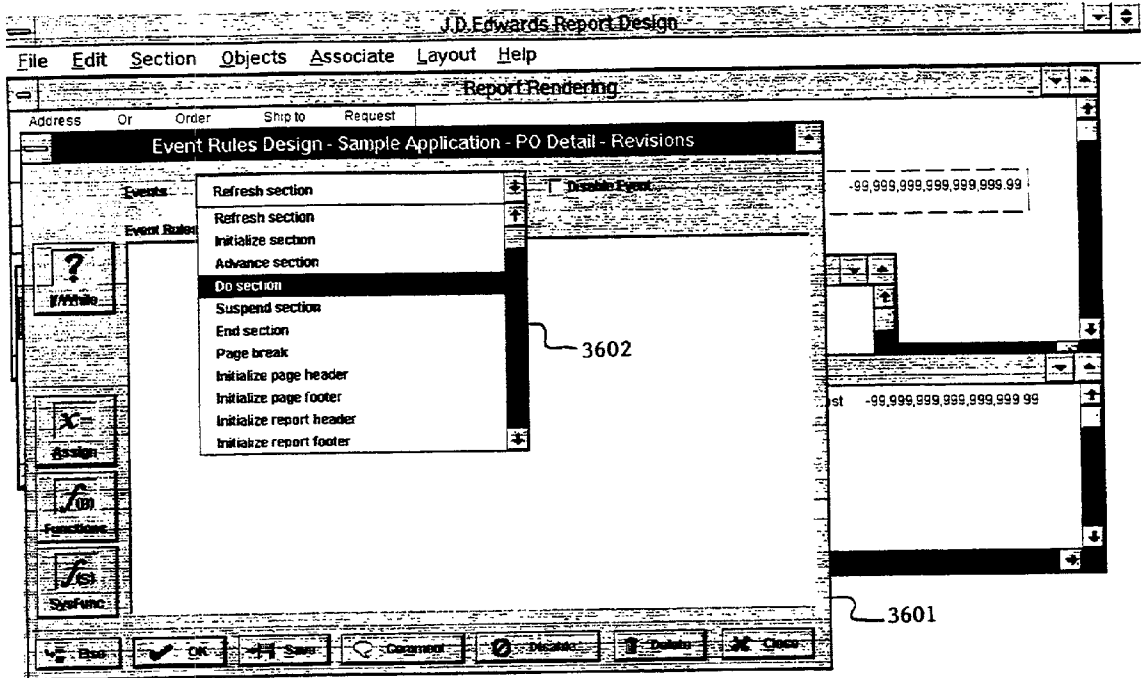 J.D.Edwards Report Design
File Edit Section Objects Associate Layout Help
Report Rendering
Address Or Order Ship to Request
Event Rules Design - Sample Application - PO Detail - Revisions
Events Refresh section Disable Event
-99,999,999,999,999,999.99
Event Rules
Refresh section
Initialize section
Advance section
Do section
Suspend section
End section
Page break
Initialize page header
Initialize page footer
Initialize report header
Initialize report footer
If/While
3602
-99,999,999,999,999,999 99
x=
Assign
f(B)
Functions
f(S)
SysFunc
3601
Else OK Save Comment Disable Delete Close